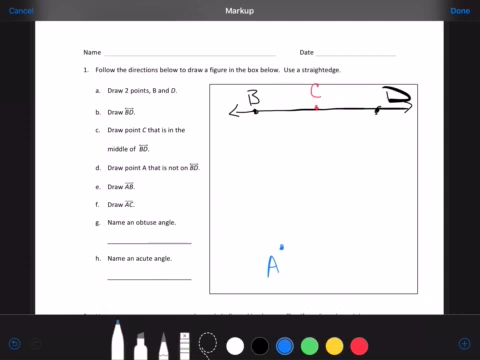 Cancel Markup Done
Name Date
1. Follow the directions below to draw a figure in the box below. Use a straightedge.
a. Draw 2 points, B and D.
b. Draw BD.
c. Draw point C that is in the
middle of BD.
d. Draw point A that is not on BD.
e. Draw AB.
f. Draw AC.
g. Name an obtuse angle.
h. Name an acute angle.
B C D
A